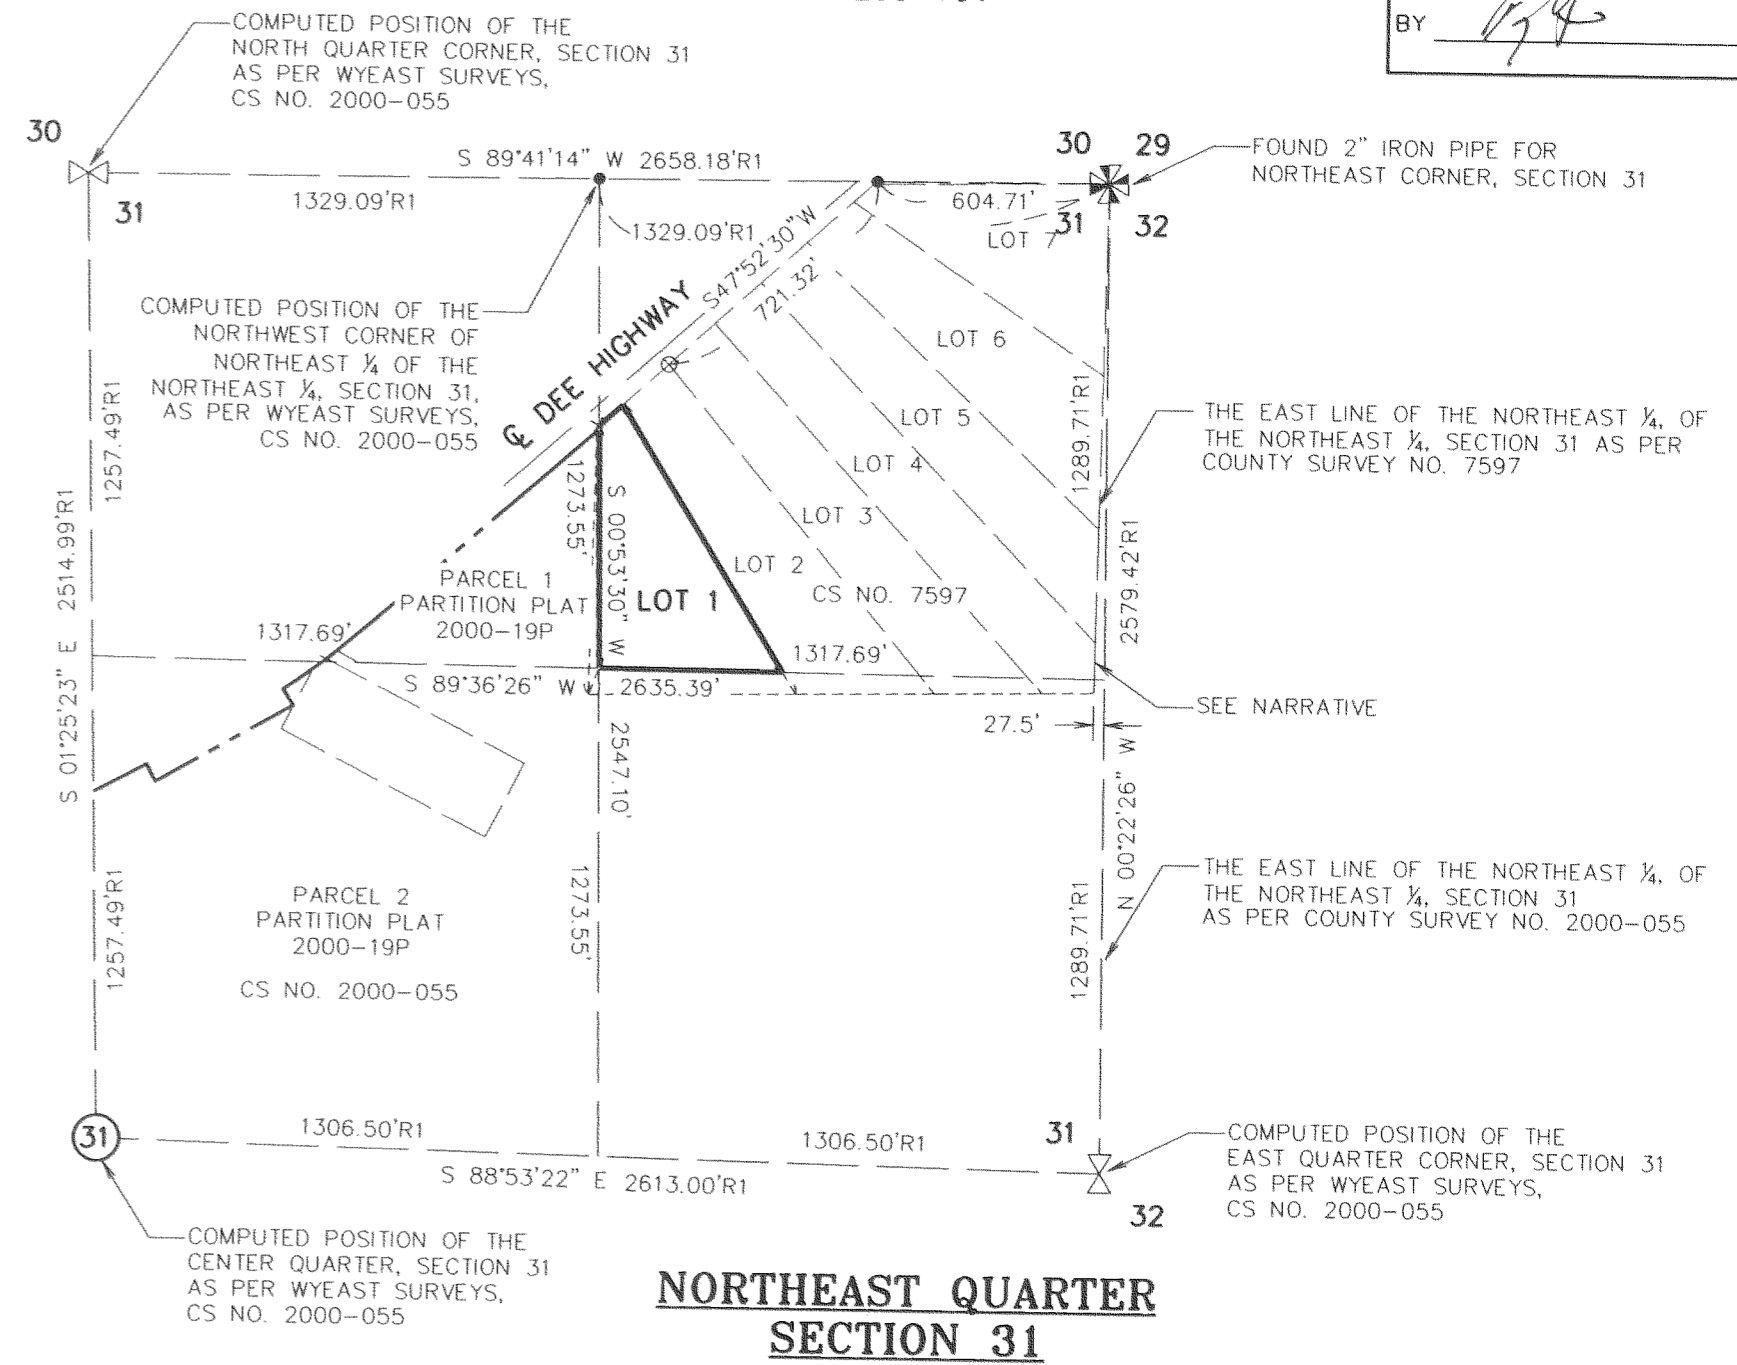 BY
COMPUTED POSITION OF THE
NORTH QUARTER CORNER, SECTION 31
AS PER WYEAST SURVEYS,
CS NO. 2000-055
30
31
S 89°41'14" W 2658.18'R1
1329.09'R1
1329.09'R1
30 29
31 32
604.71'
LOT 7
FOUND 2" IRON PIPE FOR
NORTHEAST CORNER, SECTION 31
COMPUTED POSITION OF THE
NORTHWEST CORNER OF
NORTHEAST ¼ OF THE
NORTHEAST ¼, SECTION 31,
AS PER WYEAST SURVEYS,
CS NO. 2000-055
℄ DEE HIGHWAY
S47°52'30"W
721.32'
LOT 6
LOT 5
LOT 4
LOT 3
LOT 2
LOT 1
CS NO. 7597
1289.71'R1
2579.42'R1
THE EAST LINE OF THE NORTHEAST ¼, OF
THE NORTHEAST ¼, SECTION 31 AS PER
COUNTY SURVEY NO. 7597
1257.49'R1
S 01°25'23" E 2514.99'R1
1273.55'
S 00°53'30" W
PARCEL 1
PARTITION PLAT
2000-19P
1317.69'
1317.69'
S 89°36'26" W 2635.39'
27.5'
SEE NARRATIVE
2547.10'
1273.55'
N 00°22'26" W
1289.71'R1
THE EAST LINE OF THE NORTHEAST ¼, OF
THE NORTHEAST ¼, SECTION 31
AS PER COUNTY SURVEY NO. 2000-055
PARCEL 2
PARTITION PLAT
2000-19P
CS NO. 2000-055
1257.49'R1
31
1306.50'R1
1306.50'R1
S 88°53'22" E 2613.00'R1
31
32
COMPUTED POSITION OF THE
EAST QUARTER CORNER, SECTION 31
AS PER WYEAST SURVEYS,
CS NO. 2000-055
COMPUTED POSITION OF THE
CENTER QUARTER, SECTION 31
AS PER WYEAST SURVEYS,
CS NO. 2000-055
NORTHEAST QUARTER
SECTION 31